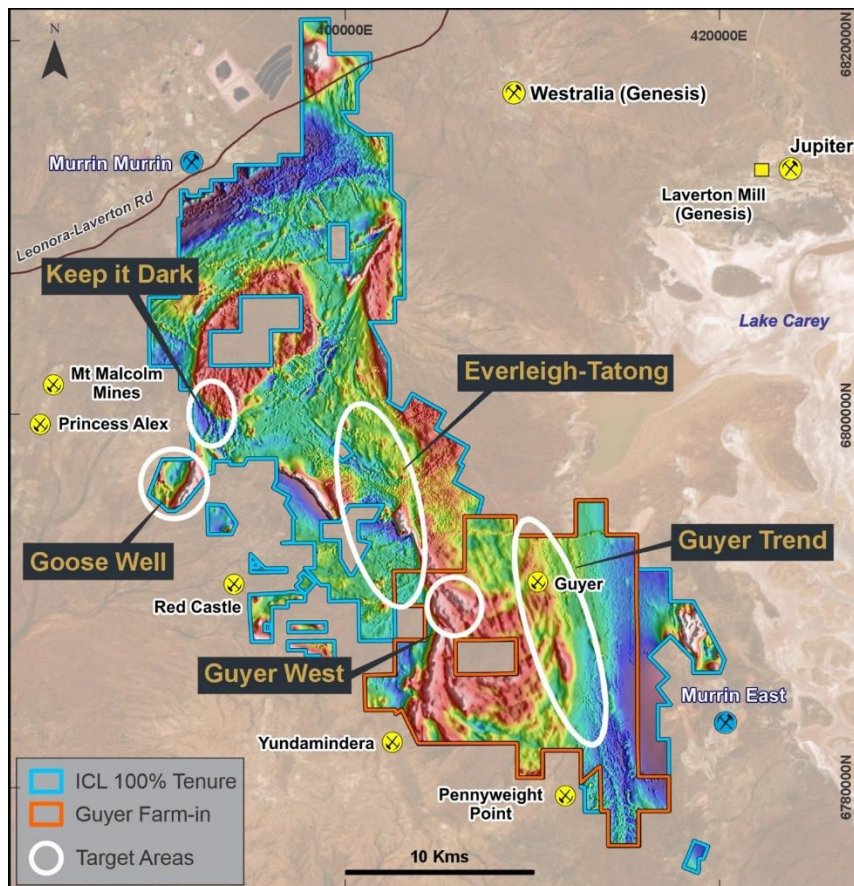 N
400000E
420000E
6820000N
Westralia (Genesis)
Murrin Murrin
Jupiter
Laverton Mill
(Genesis)
Leonora-Laverton Rd
Keep it Dark
Lake Carey
Everleigh-Tatong
Mt Malcolm
Mines
Princess Alex
6800000N
Goose Well
Guyer Trend
Guyer
Red Castle
Guyer West
Murrin East
Yundamindera
Pennyweight
Point
6780000N
ICL 100% Tenure
Guyer Farm-in
Target Areas
10 Kms